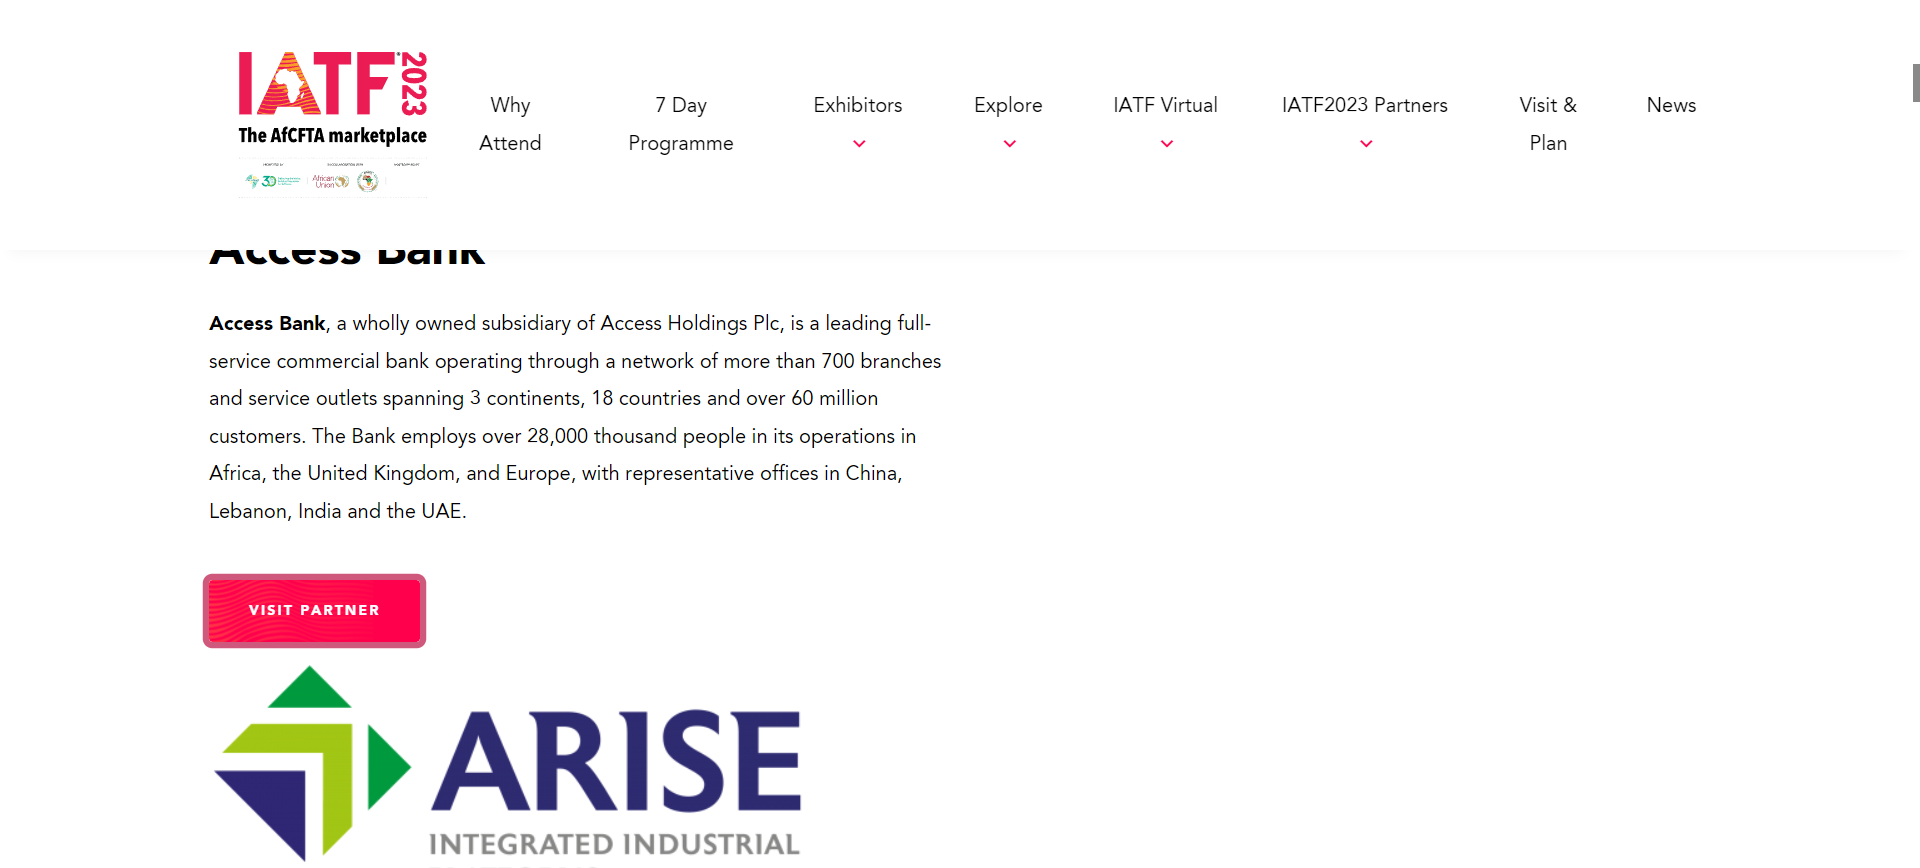 IATF 2023
The AfCFTA marketplace
African Union
Why Attend
7 Day Programme
Exhibitors
Explore
IATF Virtual
IATF2023 Partners
Visit & Plan
News
Access Bank
Access Bank, a wholly owned subsidiary of Access Holdings Plc, is a leading full-
service commercial bank operating through a network of more than 700 branches
and service outlets spanning 3 continents, 18 countries and over 60 million
customers. The Bank employs over 28,000 thousand people in its operations in
Africa, the United Kingdom, and Europe, with representative offices in China,
Lebanon, India and the UAE.
VISIT PARTNER
ARISE
INTEGRATED INDUSTRIAL